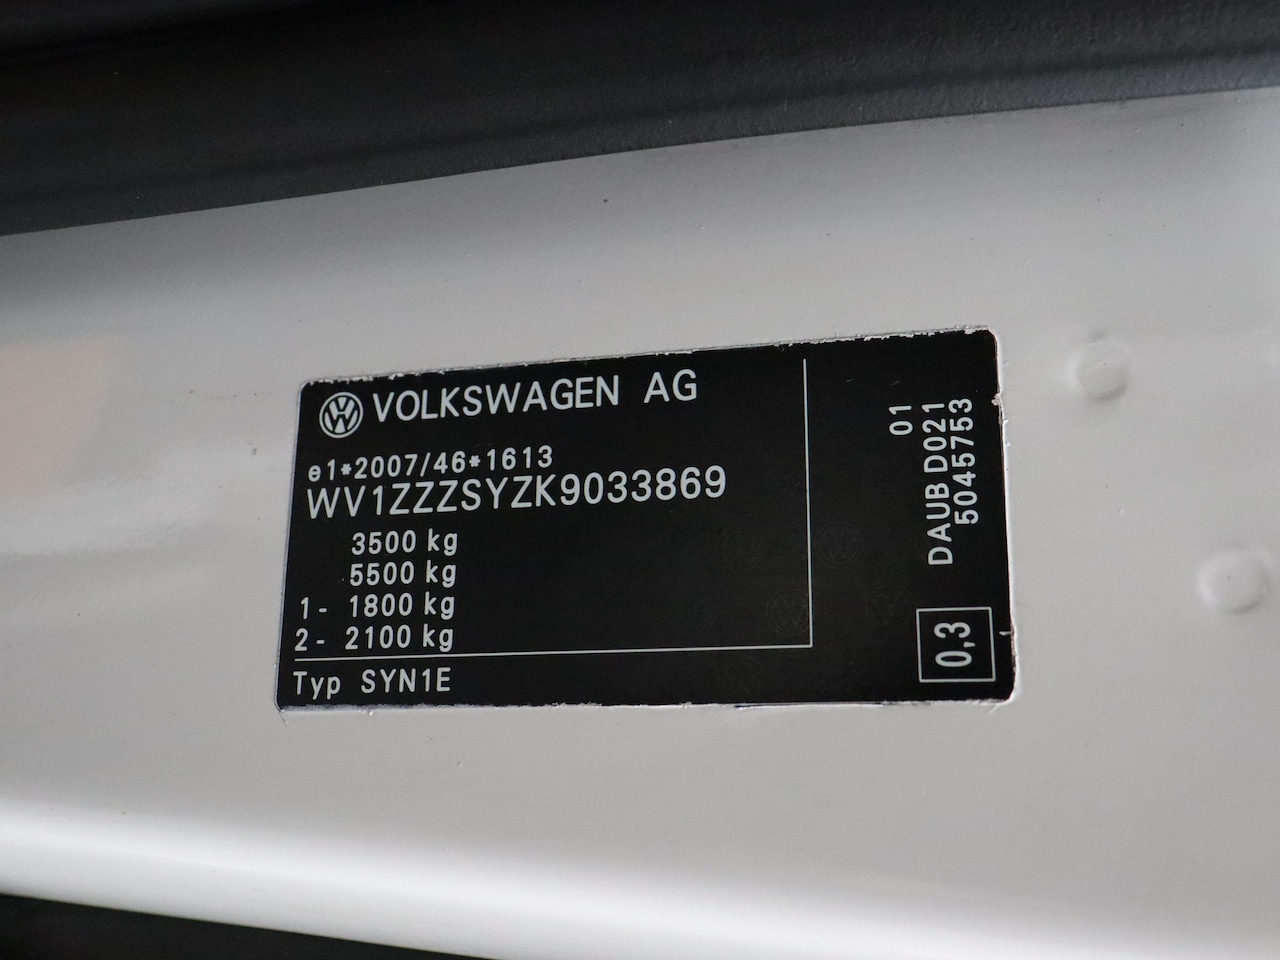 VOLKSWAGEN AG
e1*2007/46*1613
WV1ZZZSYZK9033869
3500 kg
5500 kg
1- 1800 kg
2- 2100 kg
Typ SYN1E
01
DAUB D021
5045753
0,3